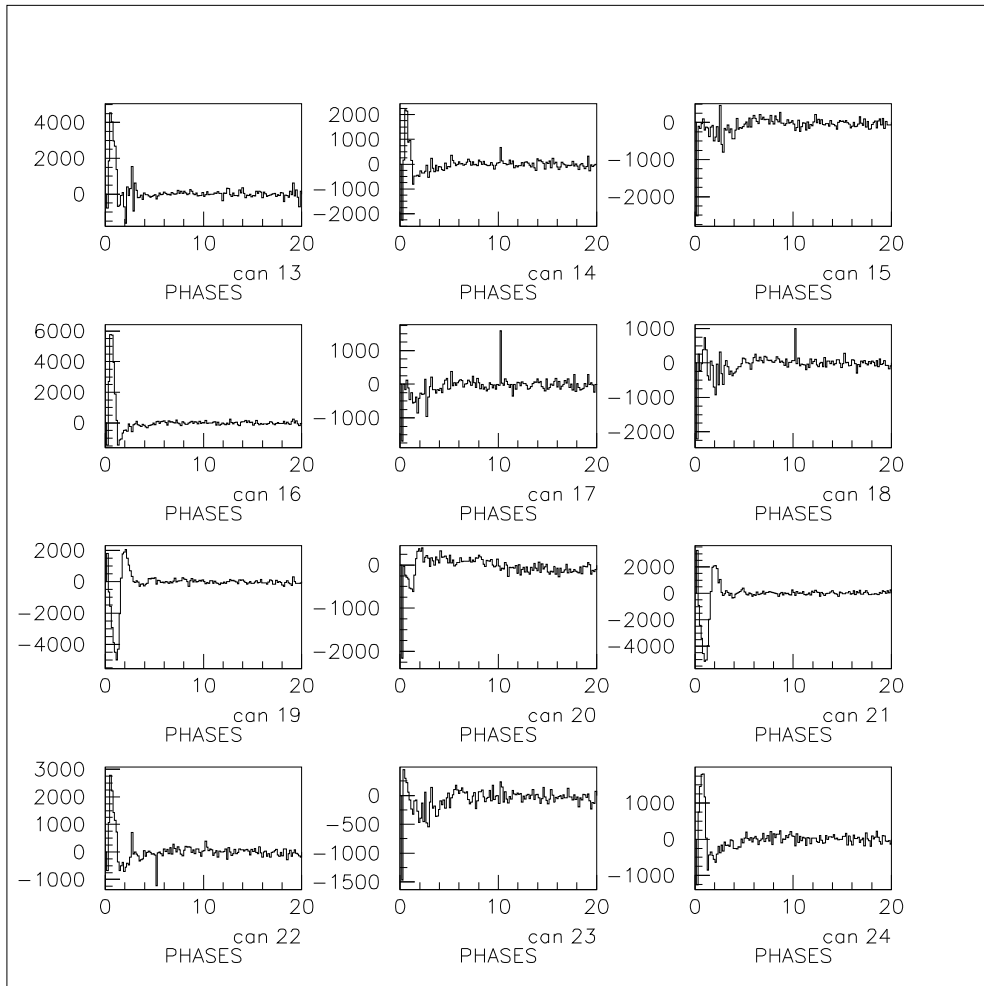 4000
2000
0
0 10 20
can 13
PHASES
2000
1000
0
−1000
−2000
0 10 20
can 14
PHASES
0
−1000
−2000
0 10 20
can 15
PHASES
6000
4000
2000
0
0 10 20
can 16
PHASES
1000
0
−1000
0 10 20
can 17
PHASES
1000
0
−1000
−2000
0 10 20
can 18
PHASES
2000
0
−2000
−4000
0 10 20
can 19
PHASES
0
−1000
−2000
0 10 20
can 20
PHASES
2000
0
−2000
−4000
0 10 20
can 21
PHASES
3000
2000
1000
0
−1000
0 10 20
can 22
PHASES
0
−500
−1000
−1500
0 10 20
can 23
PHASES
1000
0
−1000
0 10 20
can 24
PHASES